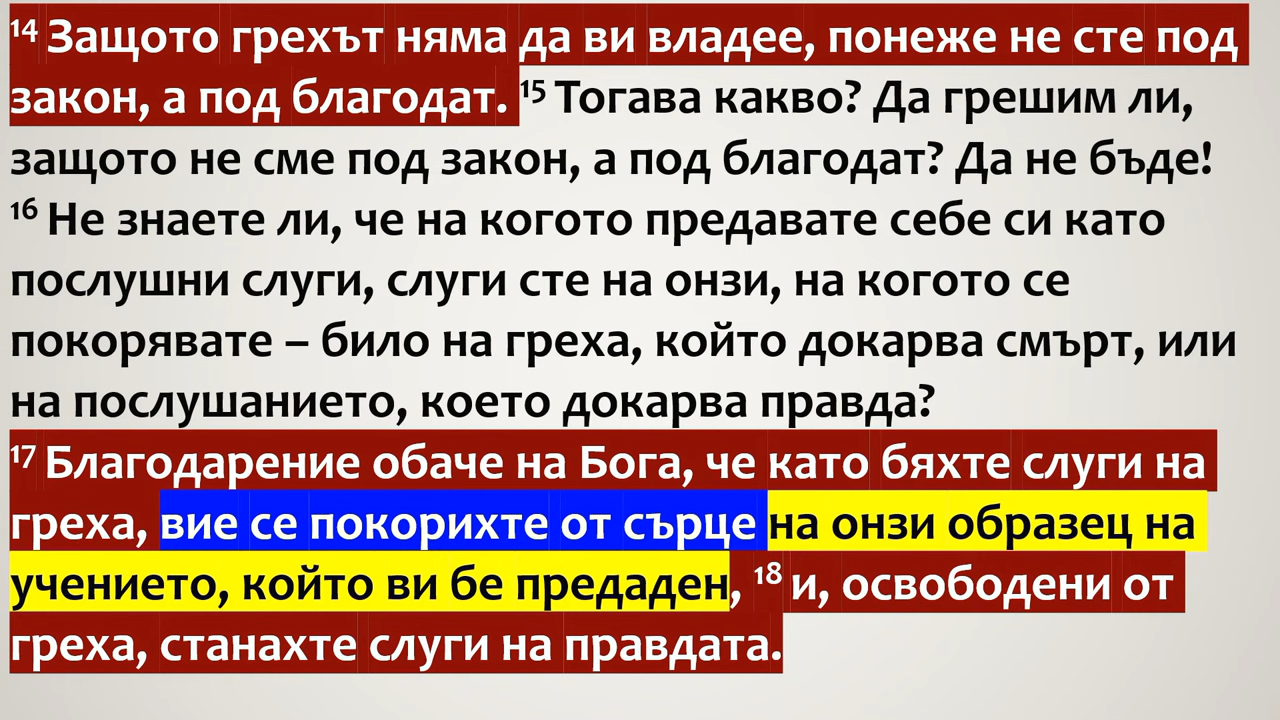 14 Защото грехът няма да ви владее, понеже не сте под
закон, а под благодат. 15 Тогава какво? Да грешим ли,
защото не сме под закон, а под благодат? Да не бъде!
16 Не знаете ли, че на когото предавате себе си като
послушни слуги, слуги сте на онзи, на когото се
покорявате – било на греха, който докарва смърт, или
на послушанието, което докарва правда?
17 Благодарение обаче на Бога, че като бяхте слуги на
греха, вие се покорихте от сърце на онзи образец на
учението, който ви бе предаден, 18 и, освободени от
греха, станахте слуги на правдата.